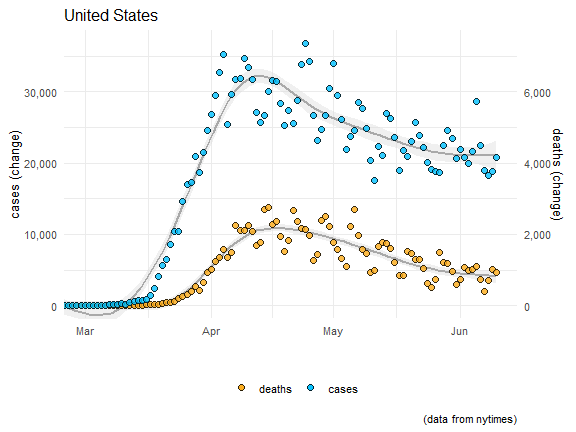 United States
cases (change)
30,000
20,000
10,000
0
6,000
4,000
2,000
0
deaths (change)
Mar Apr May Jun
deaths cases
(data from nytimes)